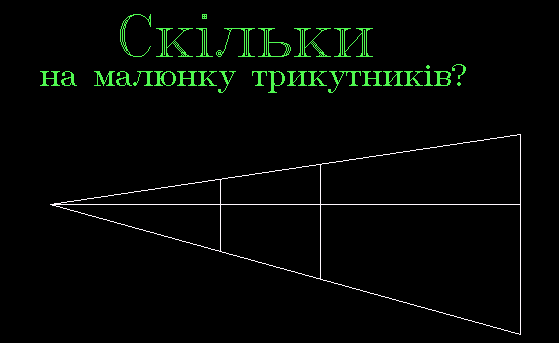 Скільки
на малюнку трикутників?